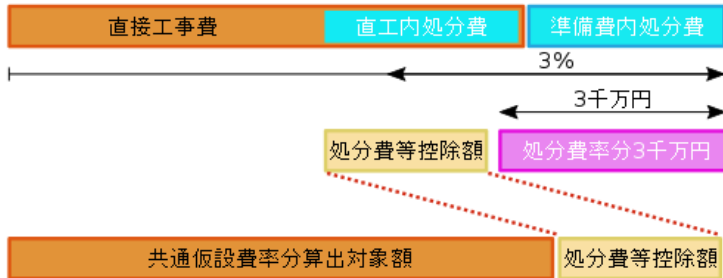 直接工事費
直工内処分費
準備費内処分費
3%
3千万円
処分費等控除額
処分費率分3千万円
共通仮設費率分算出対象額
処分費等控除額